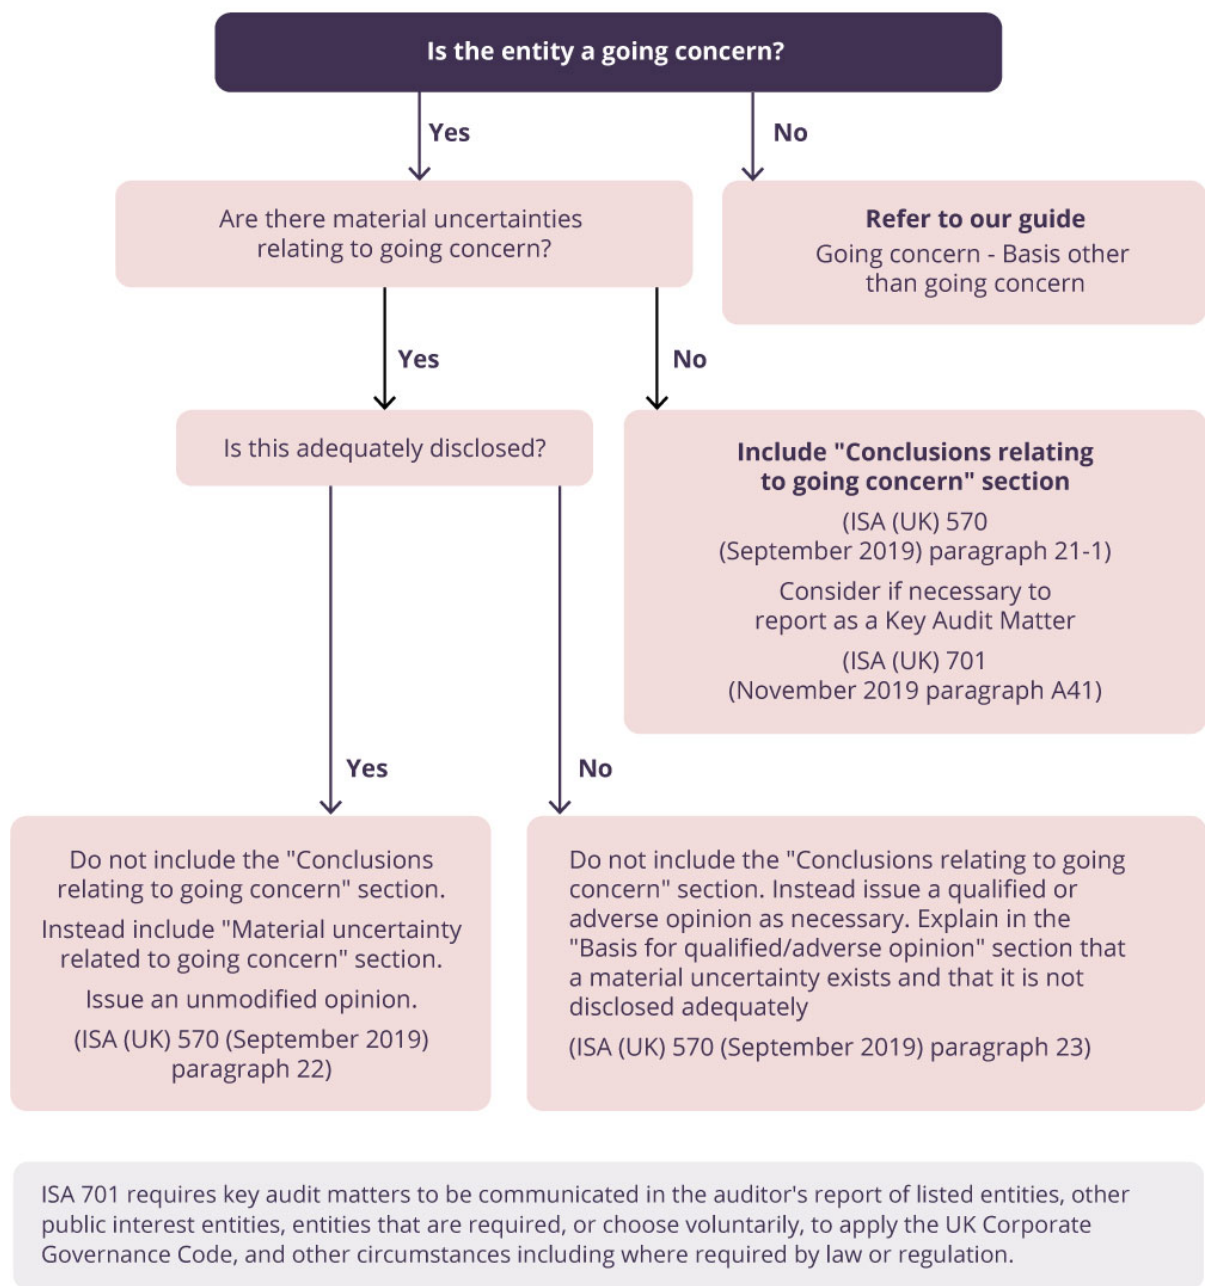 Is the entity a going concern?
Yes
No
Are there material uncertainties
relating to going concern?
Refer to our guide
Going concern - Basis other
than going concern
Yes
No
Is this adequately disclosed?
Include "Conclusions relating
to going concern" section
(ISA (UK) 570
(September 2019) paragraph 21-1)
Consider if necessary to
report as a Key Audit Matter
(ISA (UK) 701
(November 2019 paragraph A41)
Yes
No
Do not include the "Conclusions
relating to going concern" section.
Instead include "Material uncertainty
related to going concern" section.
Issue an unmodified opinion.
(ISA (UK) 570 (September 2019)
paragraph 22)
Do not include the "Conclusions relating to going
concern" section. Instead issue a qualified or
adverse opinion as necessary. Explain in the
"Basis for qualified/adverse opinion" section that
a material uncertainty exists and that it is not
disclosed adequately
(ISA (UK) 570 (September 2019) paragraph 23)
ISA 701 requires key audit matters to be communicated in the auditor's report of listed entities, other
public interest entities, entities that are required, or choose voluntarily, to apply the UK Corporate
Governance Code, and other circumstances including where required by law or regulation.